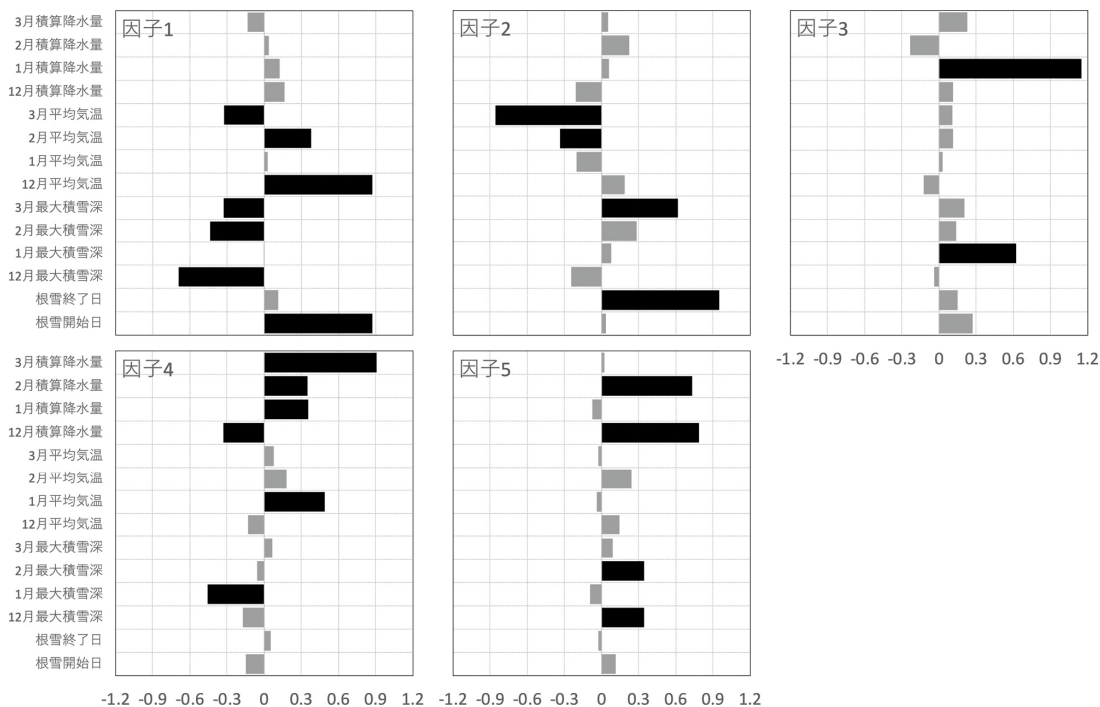 因子1
因子2
因子3
3月積算降水量
2月積算降水量
1月積算降水量
12月積算降水量
3月平均気温
2月平均気温
1月平均気温
12月平均気温
3月最大積雪深
2月最大積雪深
1月最大積雪深
12月最大積雪深
根雪終了日
根雪開始日
-1.2 -0.9 -0.6 -0.3 0 0.3 0.6 0.9 1.2
因子4
因子5
3月積算降水量
2月積算降水量
1月積算降水量
12月積算降水量
3月平均気温
2月平均気温
1月平均気温
12月平均気温
3月最大積雪深
2月最大積雪深
1月最大積雪深
12月最大積雪深
根雪終了日
根雪開始日
-1.2 -0.9 -0.6 -0.3 0 0.3 0.6 0.9 1.2
-1.2 -0.9 -0.6 -0.3 0 0.3 0.6 0.9 1.2